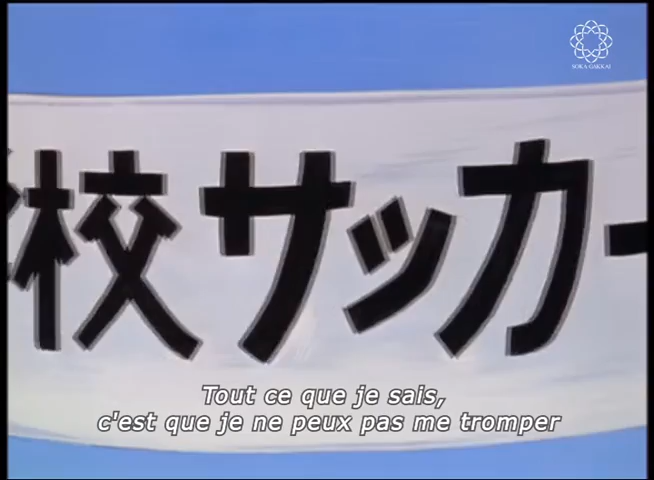 SOKA GAKKAI
校サッカー
Tout ce que je sais,
c'est que je ne peux pas me tromper